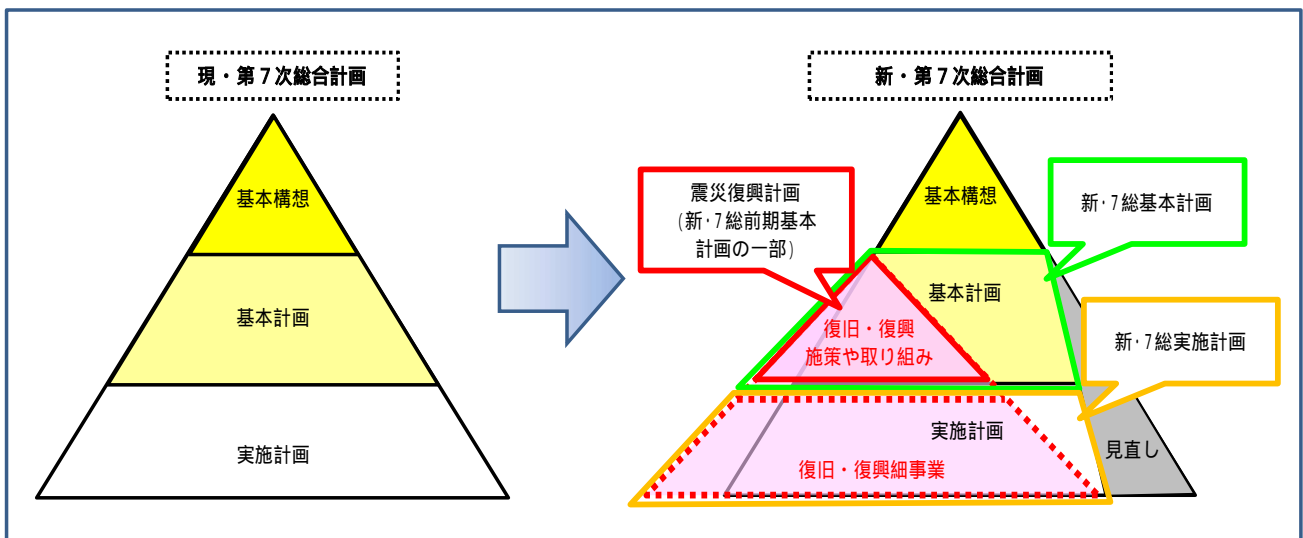 現・第７次総合計画
基本構想
基本計画
実施計画
新・第７次総合計画
基本構想
震災復興計画
(新・７総前期基本
計画の一部)
新・７総基本計画
基本計画
復旧・復興
施策や取り組み
新・７総実施計画
実施計画
復旧・復興細事業
見直し